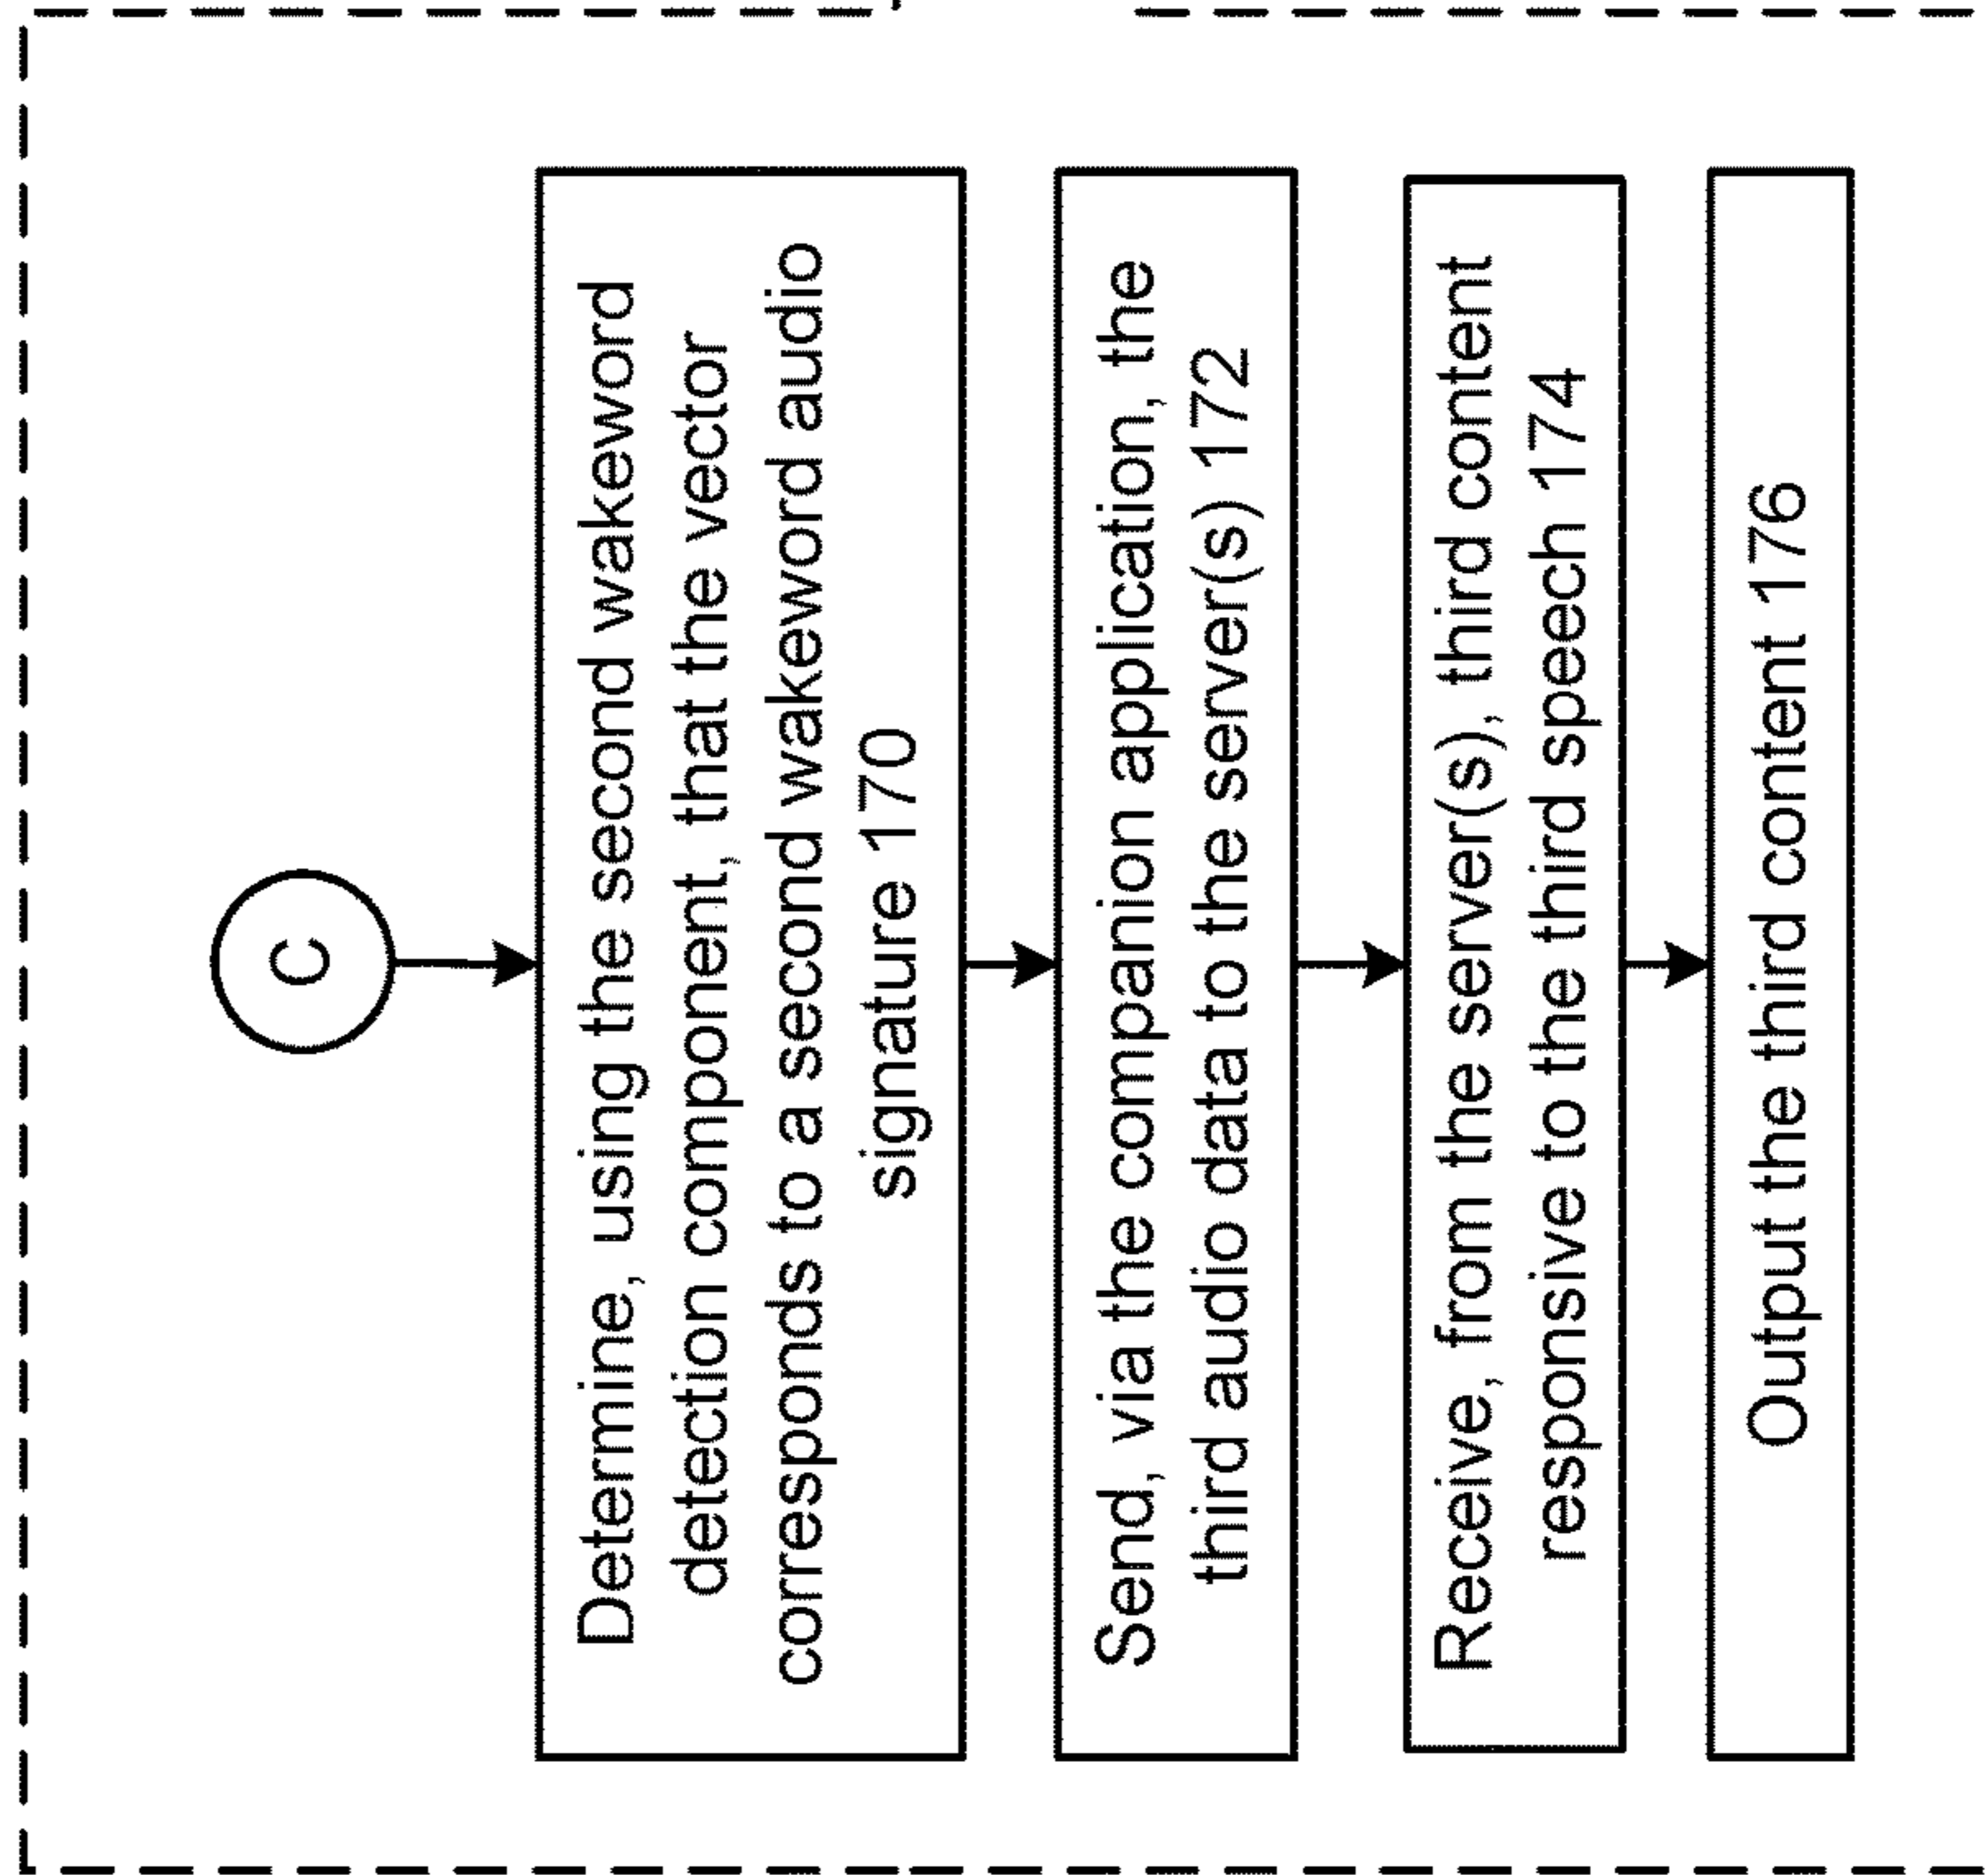 C
Determine, using the second wakeword
detection component, that the vector
corresponds to a second wakeword audio
signature 170
Send, via the companion application, the
third audio data to the server(s) 172
Receive, from the server(s), third content
responsive to the third speech 174
Output the third content 176